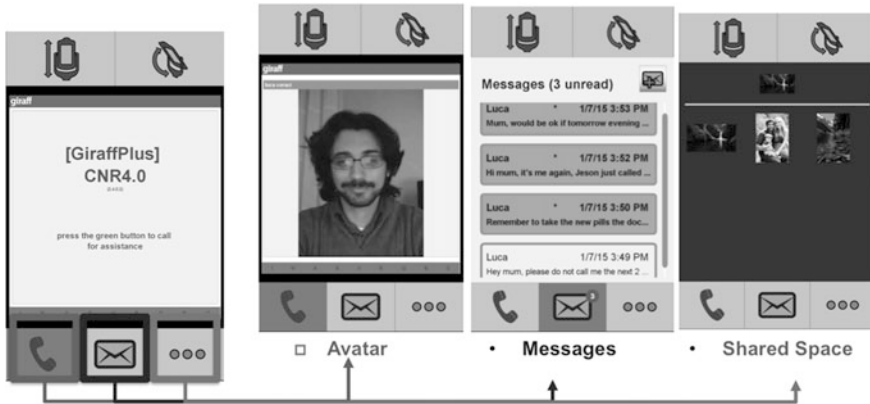 giraff
[GiraffPlus]
CNR4.0
press the green button to call
for assistance
giraff
Messages (3 unread)
Luca * 1/7/15 3:53 PM
Mum, would be ok if tomorrow evening ...
Luca * 1/7/15 3:52 PM
Hi mum, it's me again, Jeson just called ...
Luca * 1/7/15 3:50 PM
Remember to take the new pills the doc...
Luca 1/7/15 3:49 PM
Hey mum, please do not call me the next 2 ...
3
Avatar
• Messages
• Shared Space